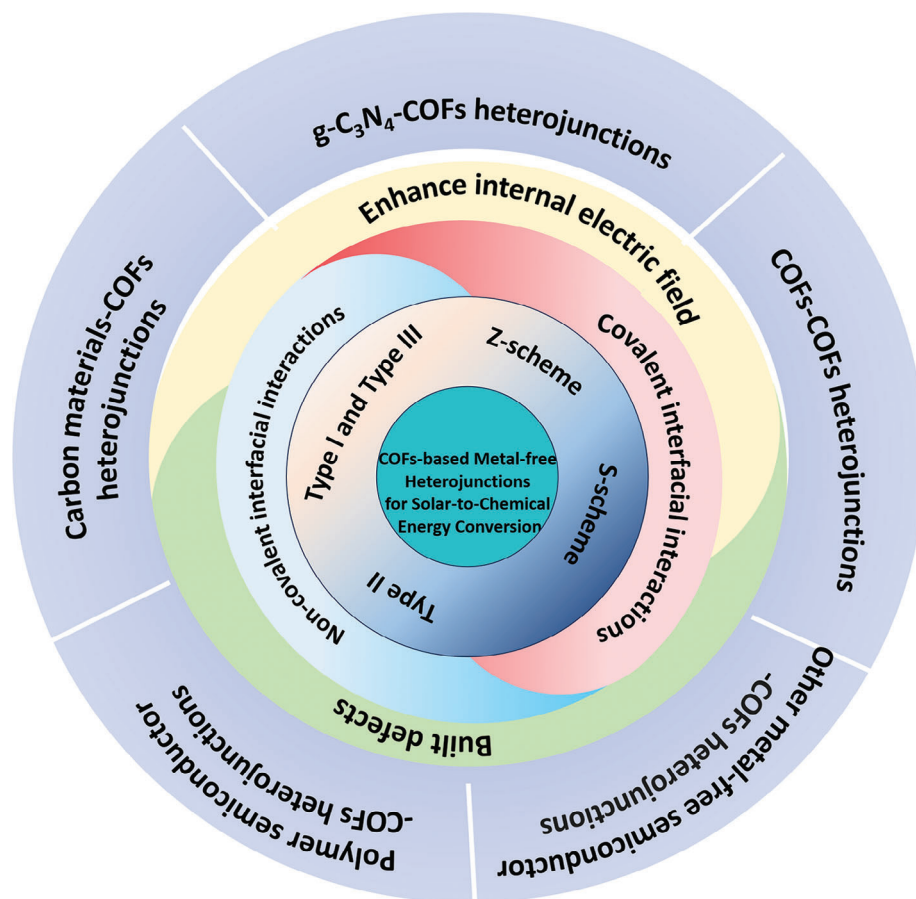 g-C₃N₄-COFs heterojunctions
COFs-COFs heterojunctions
Other metal-free semiconductor
-COFs heterojunctions
Polymer semiconductor
-COFs heterojunctions
Carbon materials-COFs
heterojunctions
Enhance internal electric field
Built defects
Covalent interfacial interactions
Non-covalent interfacial interactions
Type I and Type III
Z-scheme
S-scheme
Type II
COFs-based Metal-free
Heterojunctions
for Solar-to-Chemical
Energy Conversion